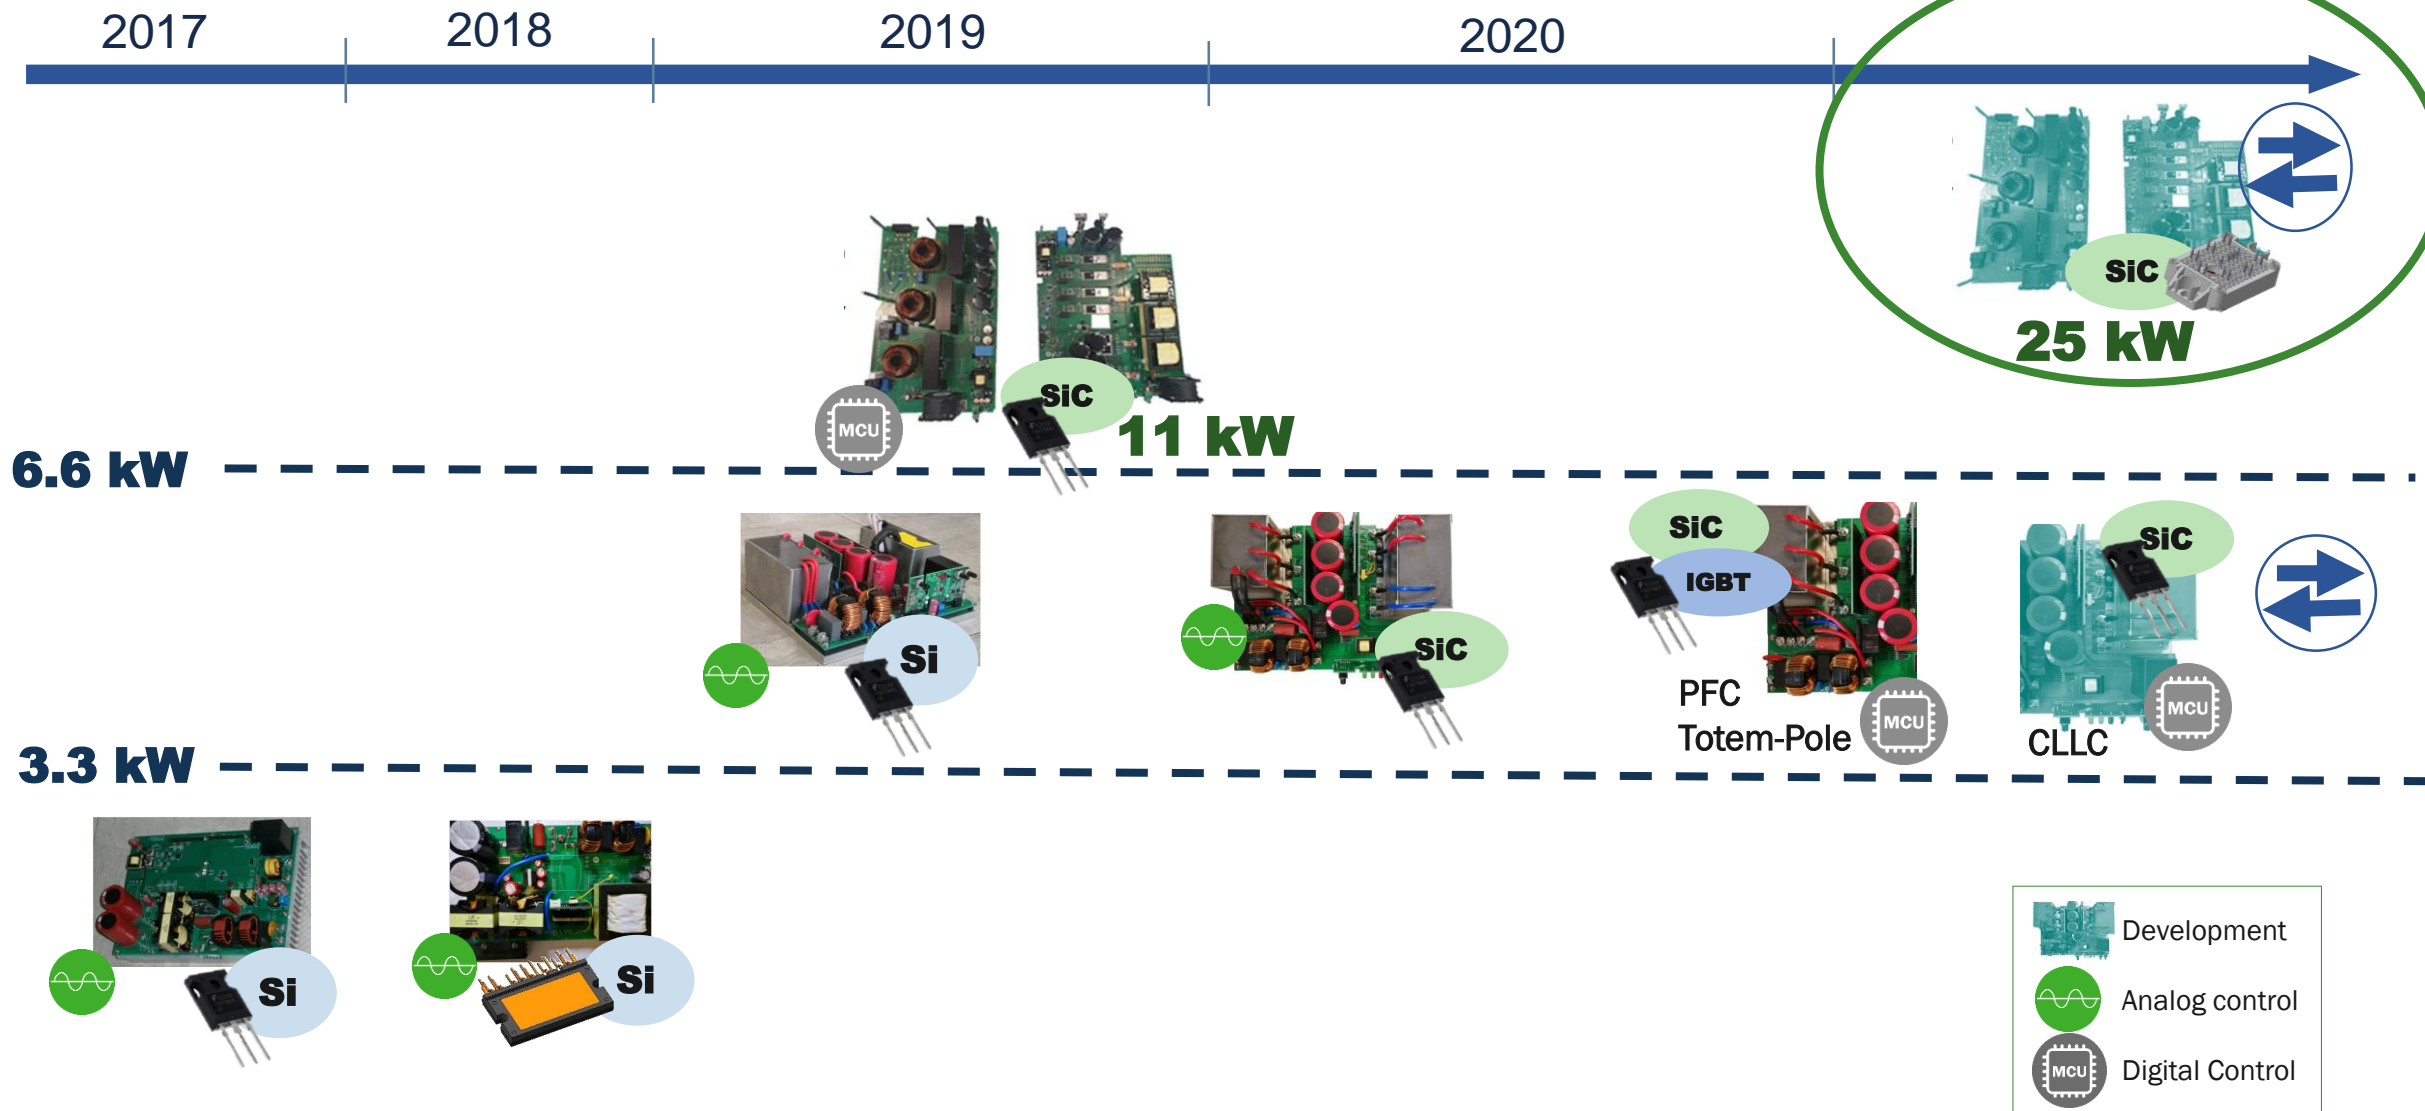 2017
2018
2019
2020
SiC
25 kW
MCU
SiC
11 kW
6.6 kW
Si
SiC
SiC
IGBT
PFC
Totem-Pole
MCU
SiC
MCU
CLLC
3.3 kW
Si
Si
Development
Analog control
MCU
Digital Control